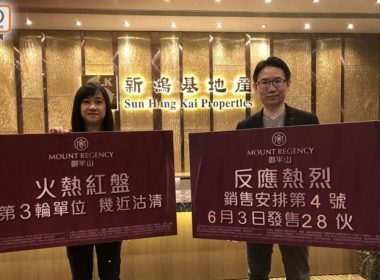 新鴻基地產
Sun Hung Kai Properties
MOUNT REGENCY
御半山
火熱紅盤
第3輪單位 幾近沽清
MOUNT REGENCY
御半山
反應熱烈
銷售安排第4號
6月3日發售28伙